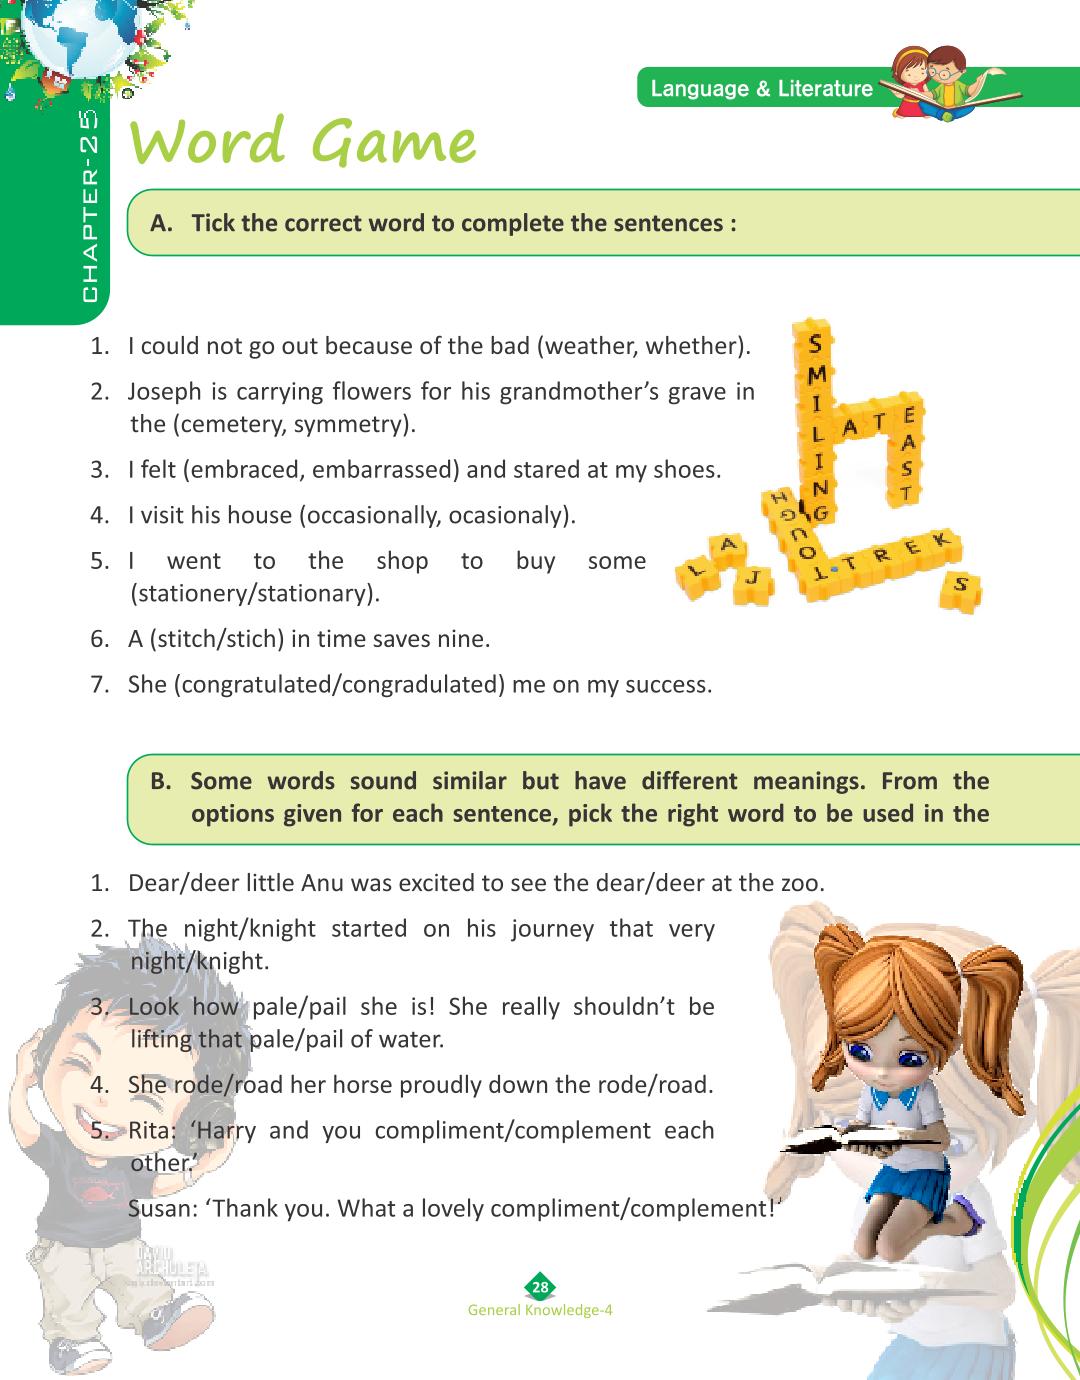 Language & Literature
CHAPTER-25
Word Game
A. Tick the correct word to complete the sentences :
1. I could not go out because of the bad (weather, whether).
2. Joseph is carrying flowers for his grandmother’s grave in
the (cemetery, symmetry).
3. I felt (embraced, embarrassed) and stared at my shoes.
4. I visit his house (occasionally, ocasionaly).
5. I went to the shop to buy some
(stationery/stationary).
6. A (stitch/stich) in time saves nine.
7. She (congratulated/congradulated) me on my success.
SMILING
ATE
EAST
TOUGH
TREK
L
A
J
S
B. Some words sound similar but have different meanings. From the
options given for each sentence, pick the right word to be used in the
1. Dear/deer little Anu was excited to see the dear/deer at the zoo.
2. The night/knight started on his journey that very
night/knight.
3. Look how pale/pail she is! She really shouldn’t be
lifting that pale/pail of water.
4. She rode/road her horse proudly down the rode/road.
5. Rita: ‘Harry and you compliment/complement each
other.’
Susan: ‘Thank you. What a lovely compliment/complement!’
DAVID
ARCHULETA
28
General Knowledge-4